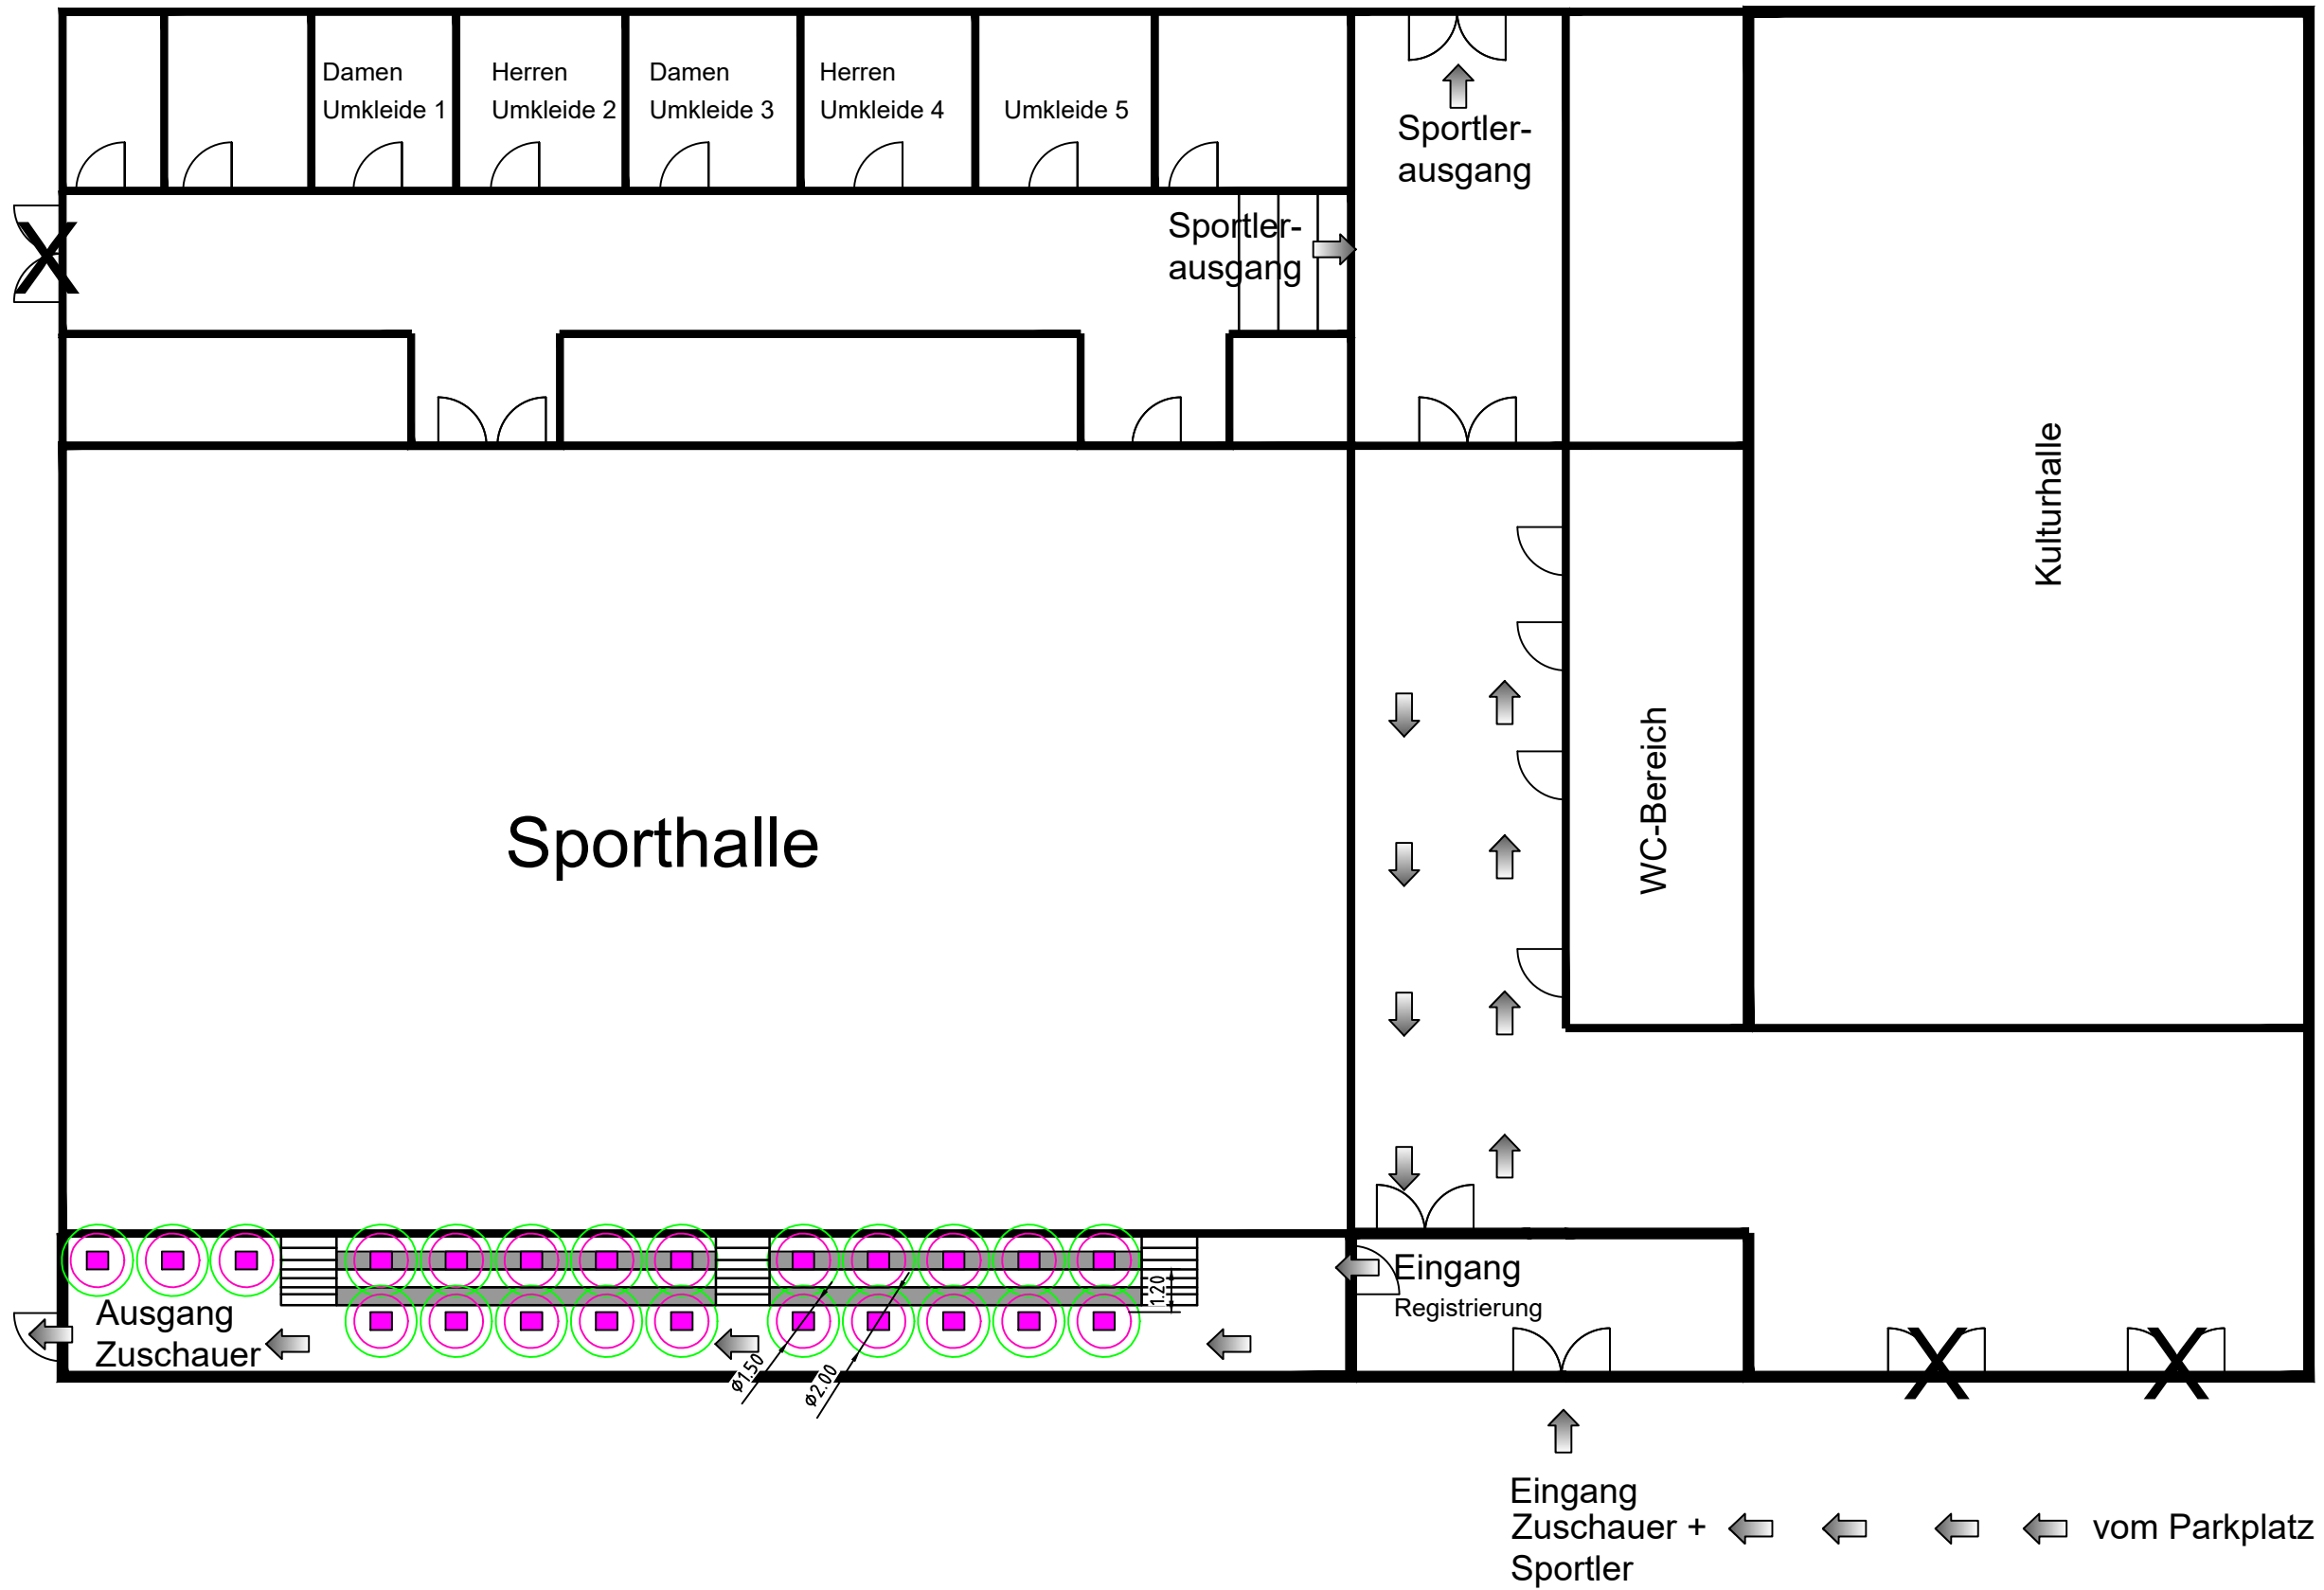 Damen
Umkleide 1
Herren
Umkleide 2
Damen
Umkleide 3
Herren
Umkleide 4
Umkleide 5
Sportler-
ausgang
Sportler-
ausgang
X
Kulturhalle
WC-Bereich
Sporthalle
Ausgang
Zuschauer
1.20
ø1.50
ø2.00
Eingang
Registrierung
X
X
Eingang
Zuschauer +
Sportler
vom Parkplatz